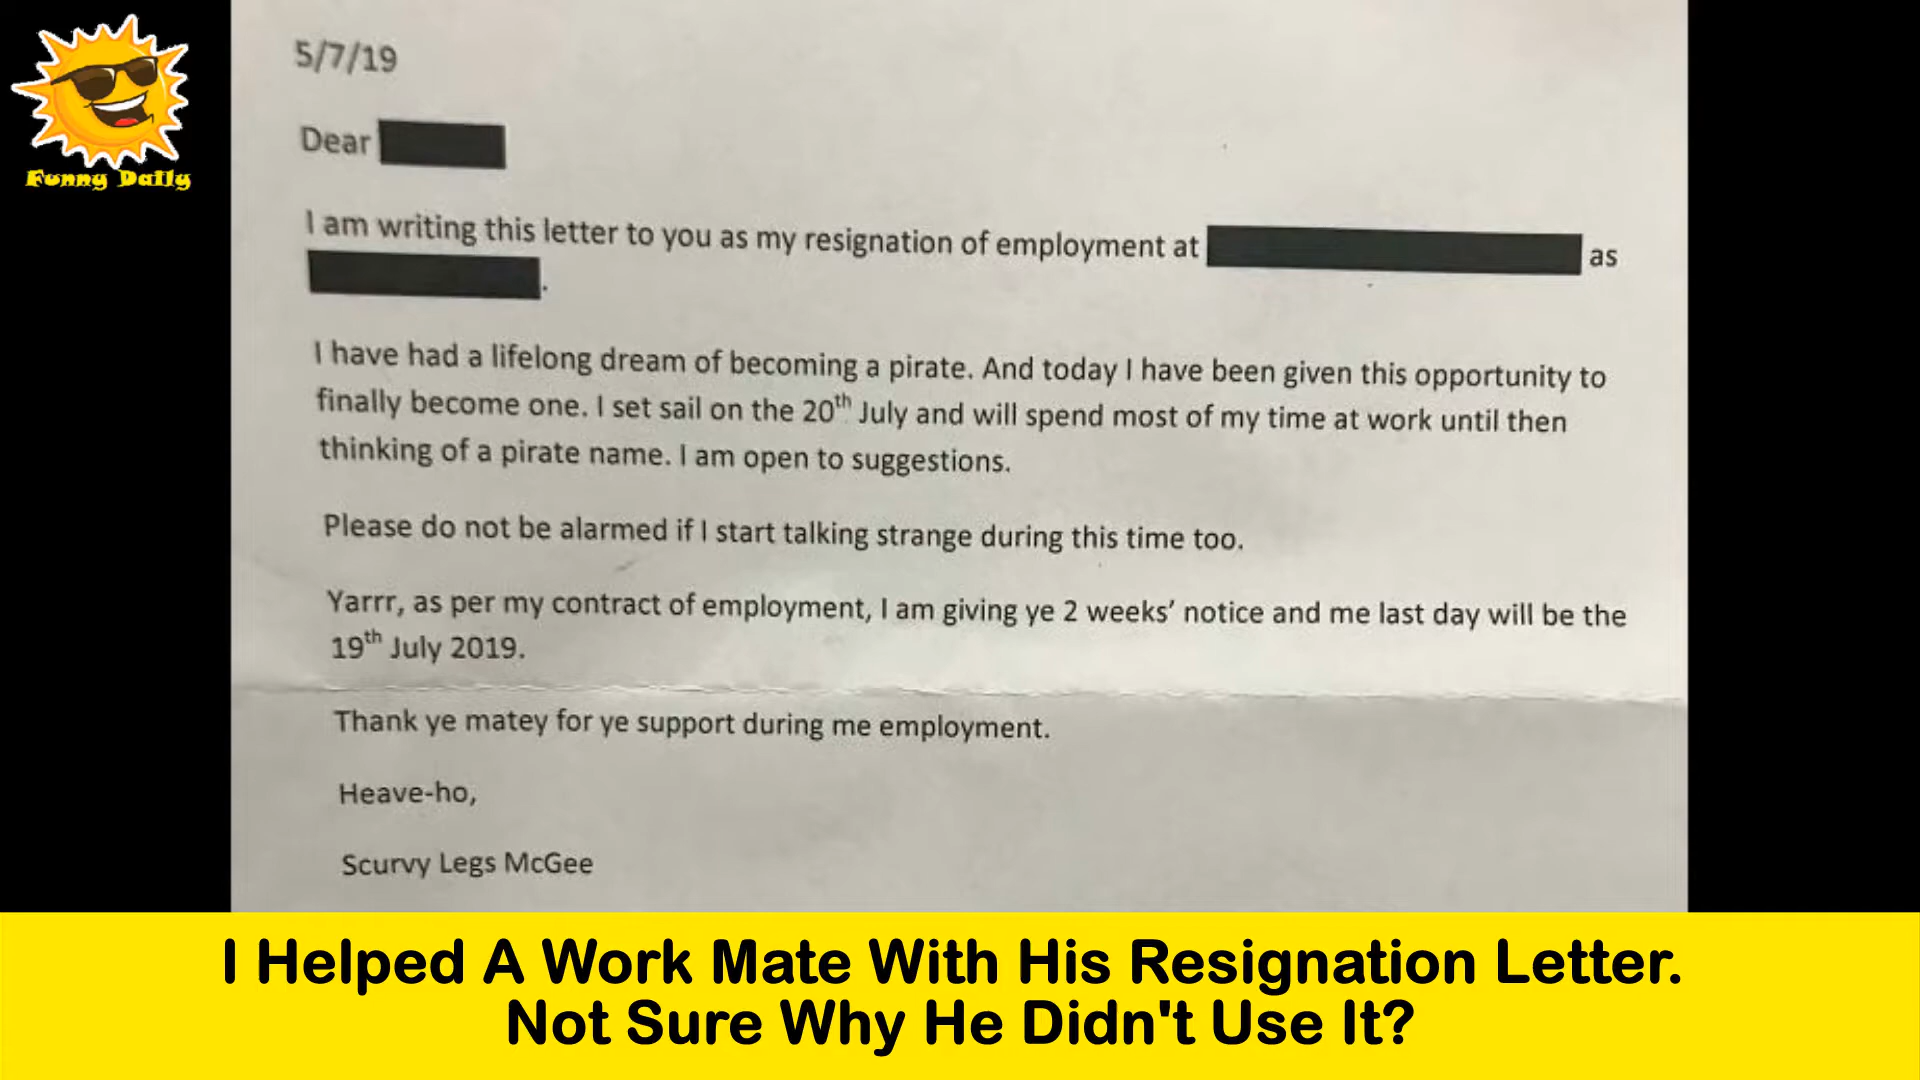 Funny Daily
5/7/19
Dear
I am writing this letter to you as my resignation of employment at as
.
I have had a lifelong dream of becoming a pirate. And today I have been given this opportunity to
finally become one. I set sail on the 20th July and will spend most of my time at work until then
thinking of a pirate name. I am open to suggestions.
Please do not be alarmed if I start talking strange during this time too.
Yarrr, as per my contract of employment, I am giving ye 2 weeks’ notice and me last day will be the
19th July 2019.
Thank ye matey for ye support during me employment.
Heave-ho,
Scurvy Legs McGee
I Helped A Work Mate With His Resignation Letter.
Not Sure Why He Didn't Use It?